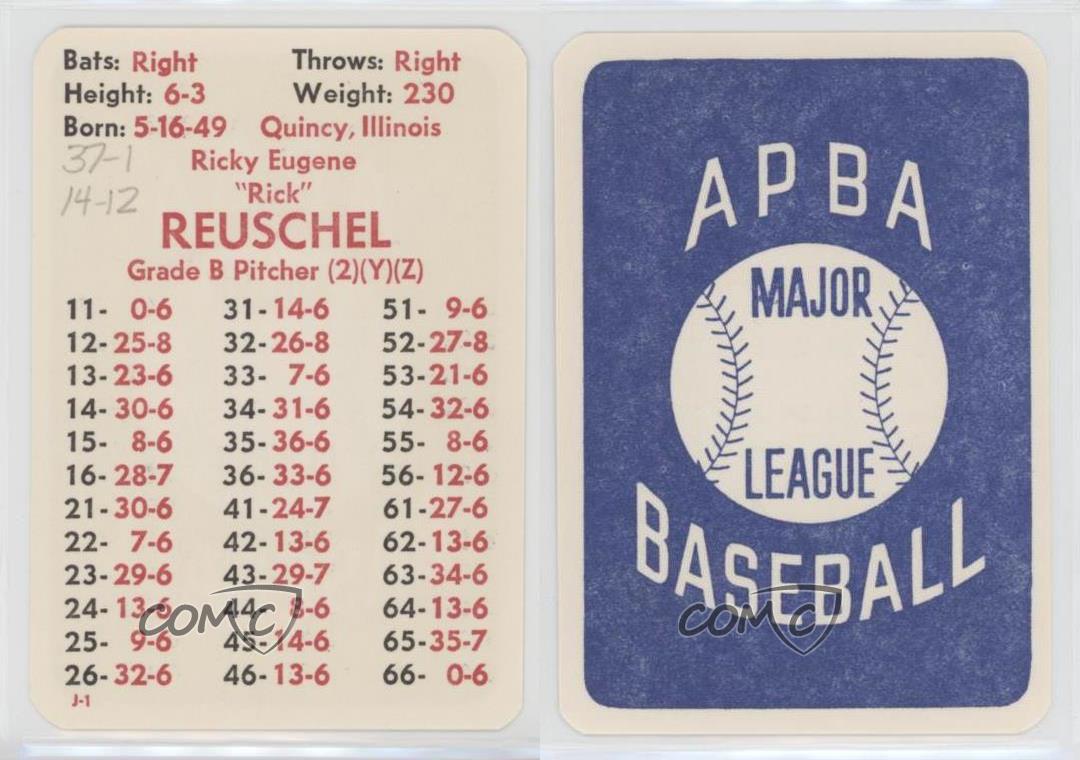 Bats: Right Throws: Right
Height: 6-3 Weight: 230
Born: 5-16-49 Quincy, Illinois
37-1 Ricky Eugene
14-12 "Rick"
REUSCHEL
Grade B Pitcher (2)(Y)(Z)
11- 0-6 31- 14-6 51- 9-6
12- 25-8 32- 26-8 52- 27-8
13- 23-6 33- 7-6 53- 21-6
14- 30-6 34- 31-6 54- 32-6
15- 8-6 35- 36-6 55- 8-6
16- 28-7 36- 33-6 56- 12-6
21- 30-6 41- 24-7 61- 27-6
22- 7-6 42- 13-6 62- 13-6
23- 29-6 43- 29-7 63- 34-6
24- 13-6 44- 8-6 64- 13-6
25- 9-6 45- 14-6 65- 35-7
26- 32-6 46- 13-6 66- 0-6
J-1
COMC
APBA
MAJOR
LEAGUE
BASEBALL
COMC